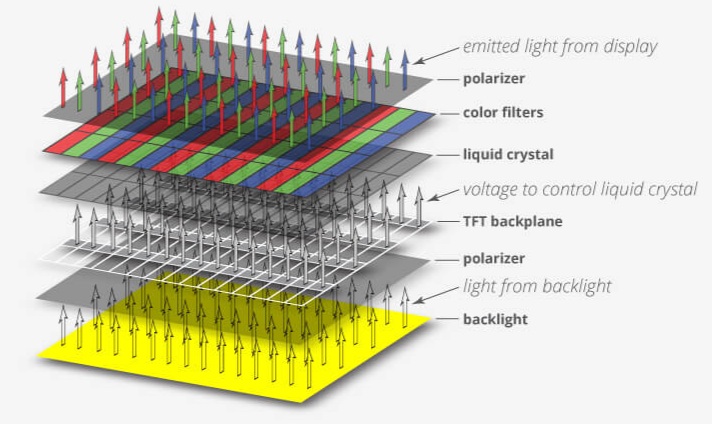 emitted light from display
polarizer
color filters
liquid crystal
voltage to control liquid crystal
TFT backplane
polarizer
light from backlight
backlight